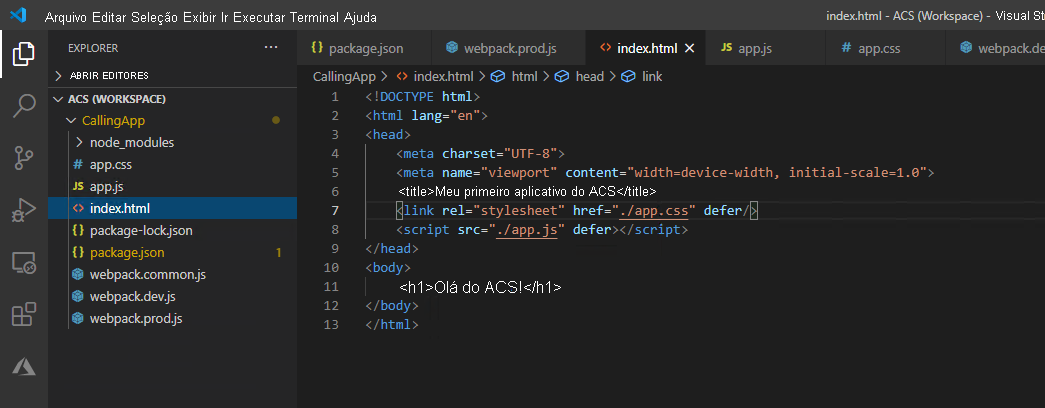 Arquivo Editar Seleção Exibir Ir Executar Terminal Ajuda
index.html - ACS (Workspace) - Visual St
EXPLORER ...
ABRIR EDITORES
ACS (WORKSPACE)
CallingApp
node_modules
# app.css
JS app.js
<> index.html
{} package-lock.json
{} package.json 1
webpack.common.js
webpack.dev.js
webpack.prod.js
{} package.json
webpack.prod.js
<> index.html ×
JS app.js
# app.css
webpack.de
CallingApp > <> index.html > html > head > link
1 <!DOCTYPE html>
2 <html lang="en">
3 <head>
4 <meta charset="UTF-8">
5 <meta name="viewport" content="width=device-width, initial-scale=1.0">
6 <title>Meu primeiro aplicativo do ACS</title>
7 <link rel="stylesheet" href="./app.css" defer/>
8 <script src="./app.js" defer></script>
9 </head>
10 <body>
11 <h1>Olá do ACS!</h1>
12 </body>
13 </html>